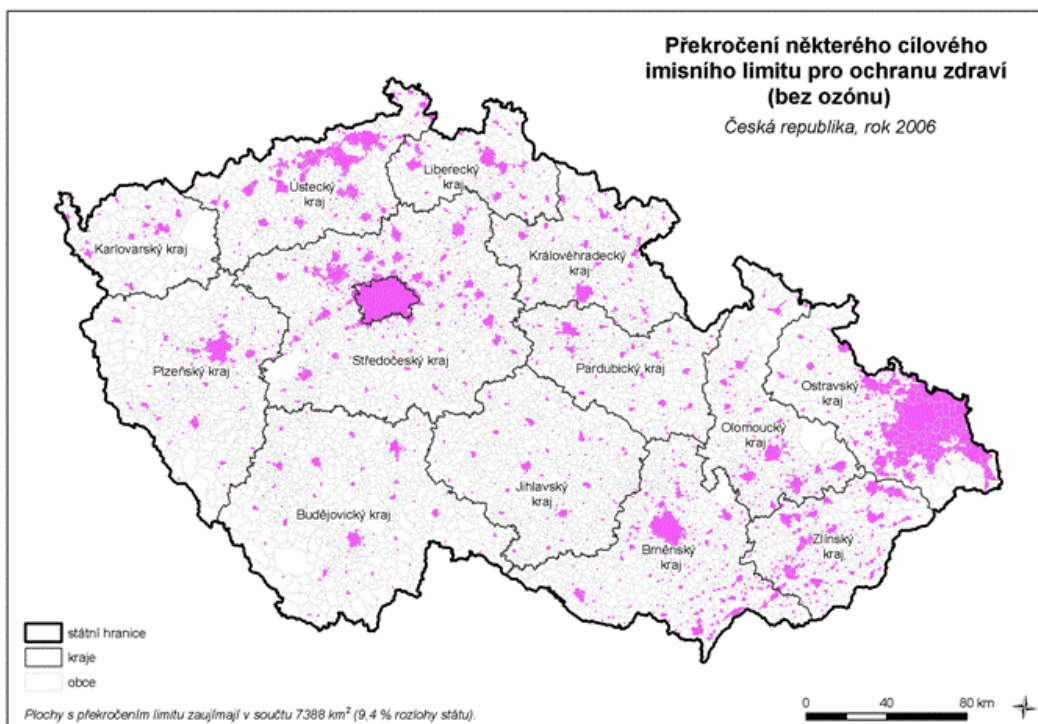 Překročení některého cílového
imisního limitu pro ochranu zdraví
(bez ozónu)
Česká republika, rok 2006
Ústecký
kraj
Liberecký
kraj
Karlovarský kraj
Královéhradecký
kraj
Plzeňský kraj
Středočeský kraj
Pardubický kraj
Ostravský
kraj
Olomoucký
kraj
Jihlavský
kraj
Budějovický kraj
Brněnský
kraj
Zlínský
kraj
státní hranice
kraje
obce
Plochy s překročením limitu zaujímají v součtu 7388 km² (9,4 % rozlohy státu).
0 40 80 km